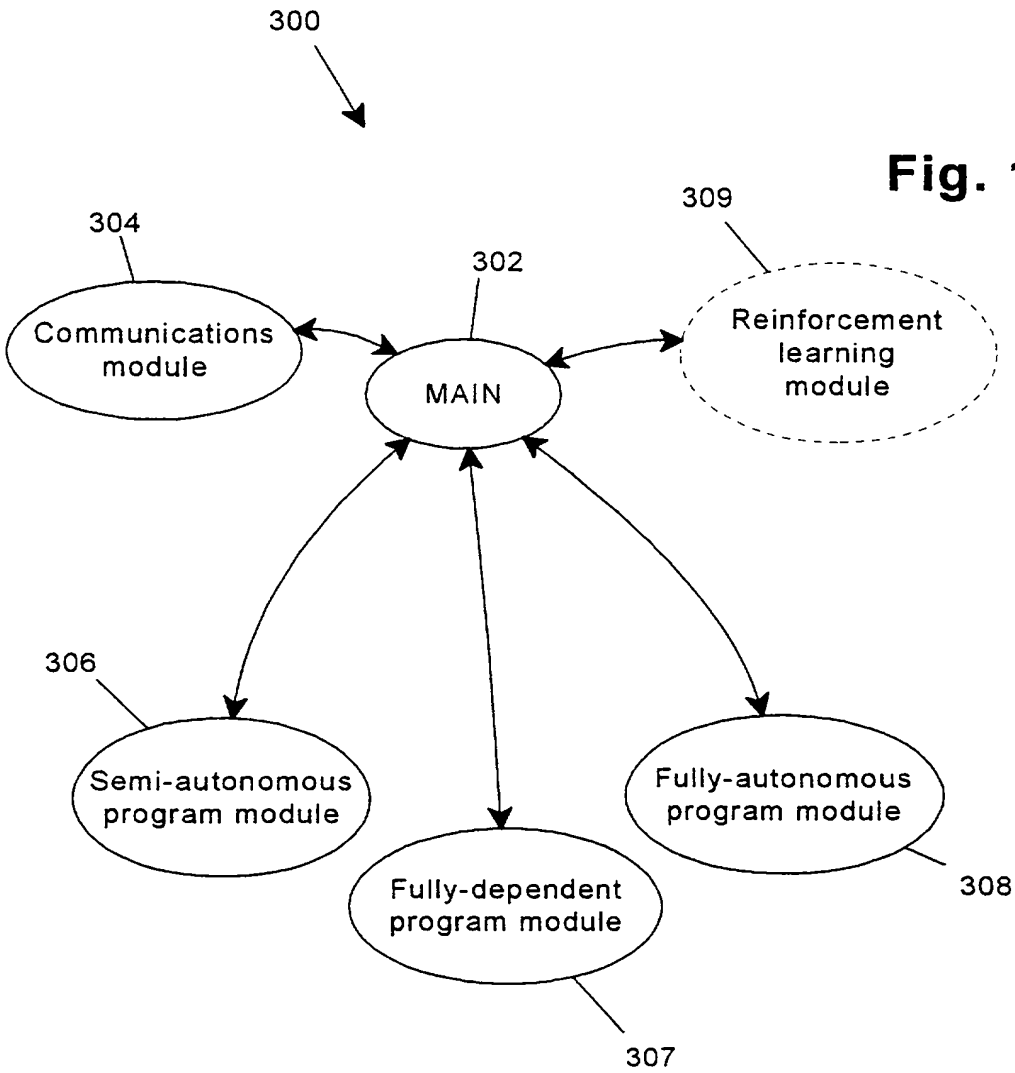 300
Fig.
309
304
302
Communications
module
MAIN
Reinforcement
learning
module
306
Semi-autonomous
program module
Fully-autonomous
program module
Fully-dependent
program module
308
307